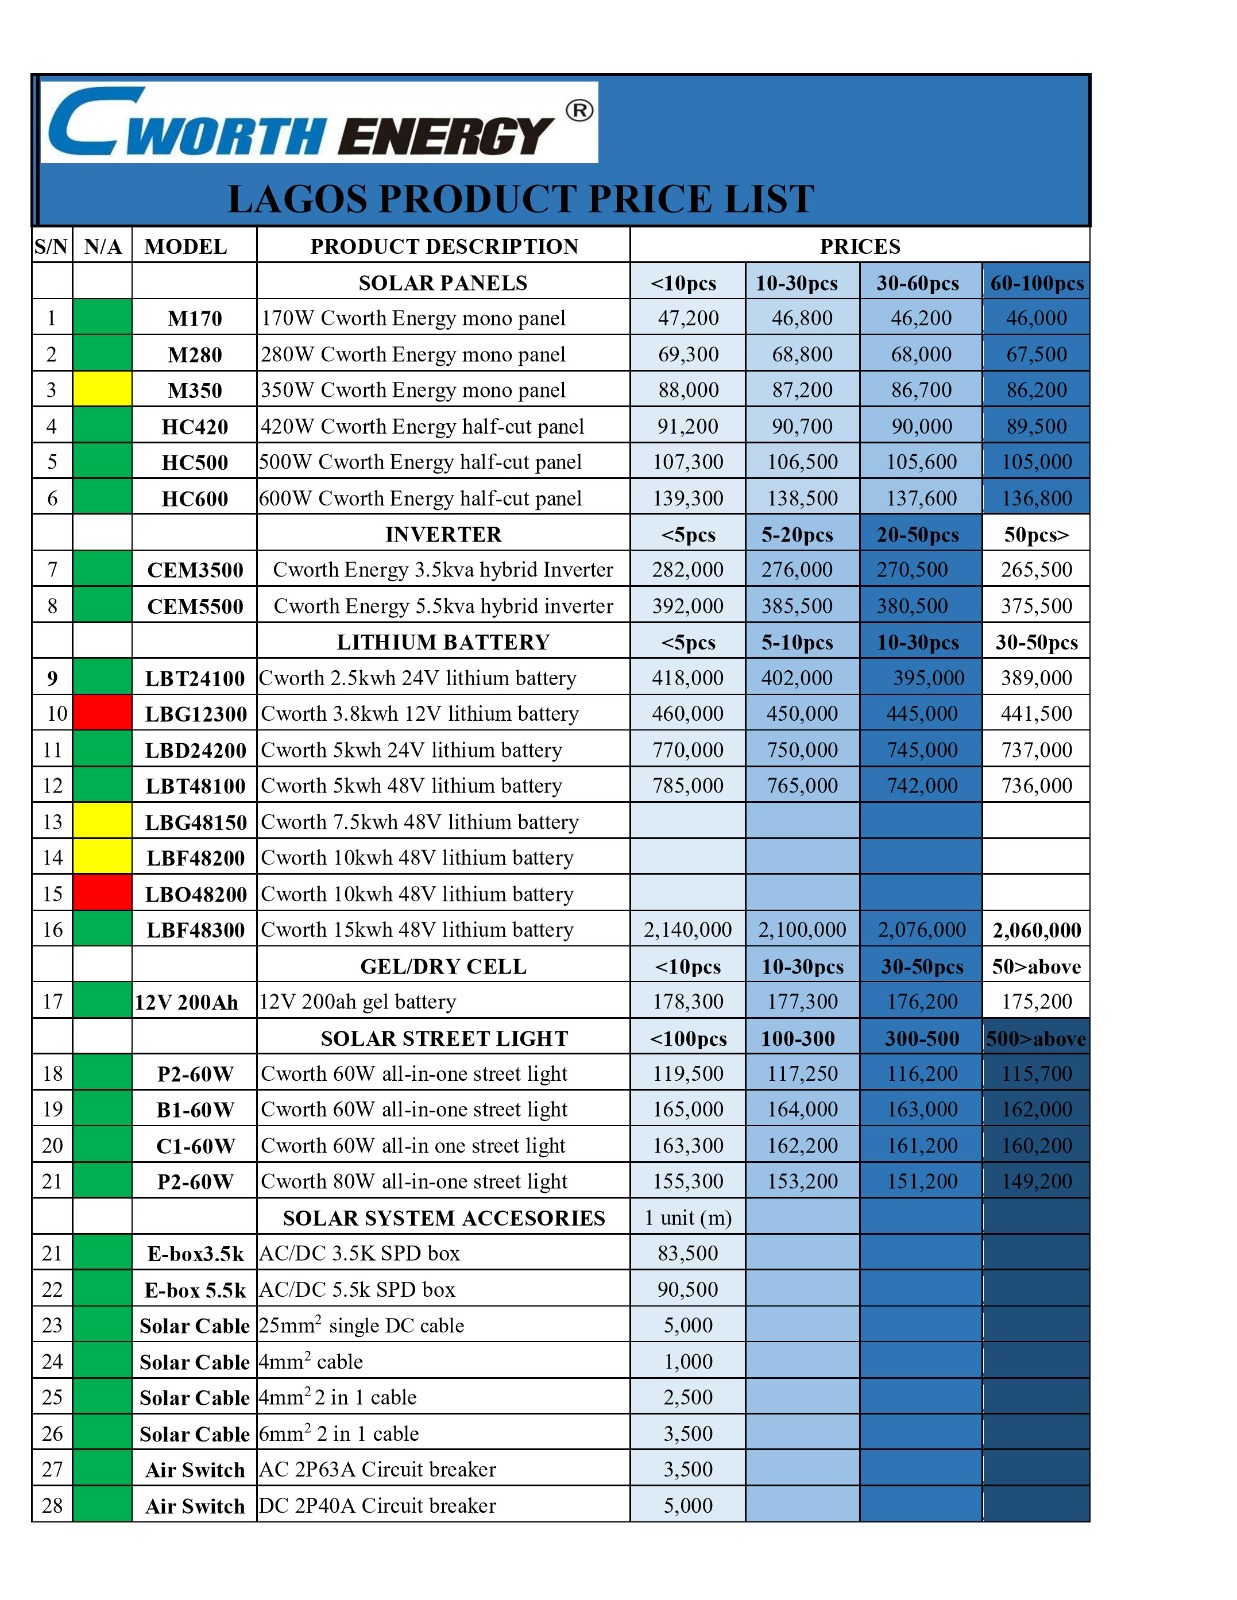 CWORTH ENERGY ®
LAGOS PRODUCT PRICE LIST
S/N N/A MODEL PRODUCT DESCRIPTION PRICES
SOLAR PANELS <10pcs 10-30pcs 30-60pcs 60-100pcs
1 M170 170W Cworth Energy mono panel 47,200 46,800 46,200 46,000
2 M280 280W Cworth Energy mono panel 69,300 68,800 68,000 67,500
3 M350 350W Cworth Energy mono panel 88,000 87,200 86,700 86,200
4 HC420 420W Cworth Energy half-cut panel 91,200 90,700 90,000 89,500
5 HC500 500W Cworth Energy half-cut panel 107,300 106,500 105,600 105,000
6 HC600 600W Cworth Energy half-cut panel 139,300 138,500 137,600 136,800
INVERTER <5pcs 5-20pcs 20-50pcs 50pcs>
7 CEM3500 Cworth Energy 3.5kva hybrid Inverter 282,000 276,000 270,500 265,500
8 CEM5500 Cworth Energy 5.5kva hybrid inverter 392,000 385,500 380,500 375,500
LITHIUM BATTERY <5pcs 5-10pcs 10-30pcs 30-50pcs
9 LBT24100 Cworth 2.5kwh 24V lithium battery 418,000 402,000 395,000 389,000
10 LBG12300 Cworth 3.8kwh 12V lithium battery 460,000 450,000 445,000 441,500
11 LBD24200 Cworth 5kwh 24V lithium battery 770,000 750,000 745,000 737,000
12 LBT48100 Cworth 5kwh 48V lithium battery 785,000 765,000 742,000 736,000
13 LBG48150 Cworth 7.5kwh 48V lithium battery
14 LBF48200 Cworth 10kwh 48V lithium battery
15 LBO48200 Cworth 10kwh 48V lithium battery
16 LBF48300 Cworth 15kwh 48V lithium battery 2,140,000 2,100,000 2,076,000 2,060,000
GEL/DRY CELL <10pcs 10-30pcs 30-50pcs 50>above
17 12V 200Ah 12V 200ah gel battery 178,300 177,300 176,200 175,200
SOLAR STREET LIGHT <100pcs 100-300 300-500 500>above
18 P2-60W Cworth 60W all-in-one street light 119,500 117,250 116,200 115,700
19 B1-60W Cworth 60W all-in-one street light 165,000 164,000 163,000 162,000
20 C1-60W Cworth 60W all-in one street light 163,300 162,200 161,200 160,200
21 P2-60W Cworth 80W all-in-one street light 155,300 153,200 151,200 149,200
SOLAR SYSTEM ACCESORIES 1 unit (m)
21 E-box3.5k AC/DC 3.5K SPD box 83,500
22 E-box 5.5k AC/DC 5.5k SPD box 90,500
23 Solar Cable 25mm² single DC cable 5,000
24 Solar Cable 4mm² cable 1,000
25 Solar Cable 4mm² 2 in 1 cable 2,500
26 Solar Cable 6mm² 2 in 1 cable 3,500
27 Air Switch AC 2P63A Circuit breaker 3,500
28 Air Switch DC 2P40A Circuit breaker 5,000